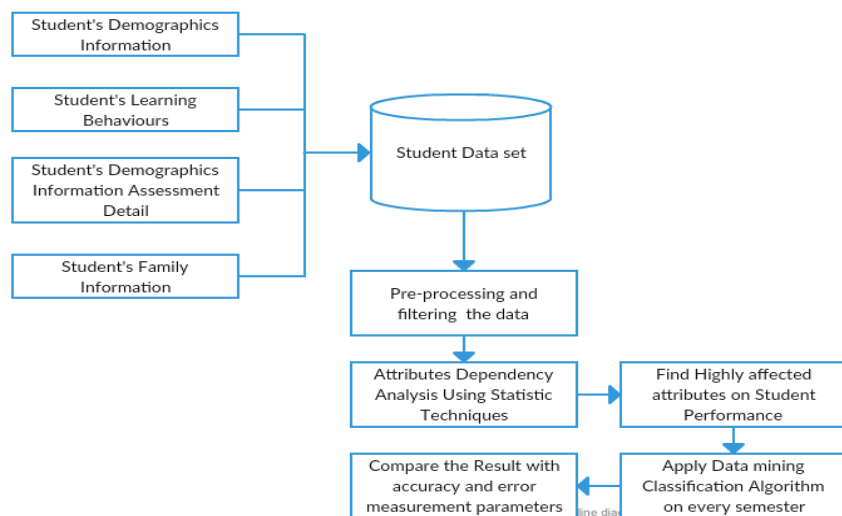 Student's Demographics
Information
Student's Learning
Behaviours
Student's Demographics
Information Assessment
Detail
Student's Family
Information
Student Data set
Pre-processing and
filtering the data
Attributes Dependency
Analysis Using Statistic
Techniques
Find Highly affected
attributes on Student
Performance
Apply Data mining
Classification Algorithm
on every semester
Compare the Result with
accuracy and error
measurement parameters
line